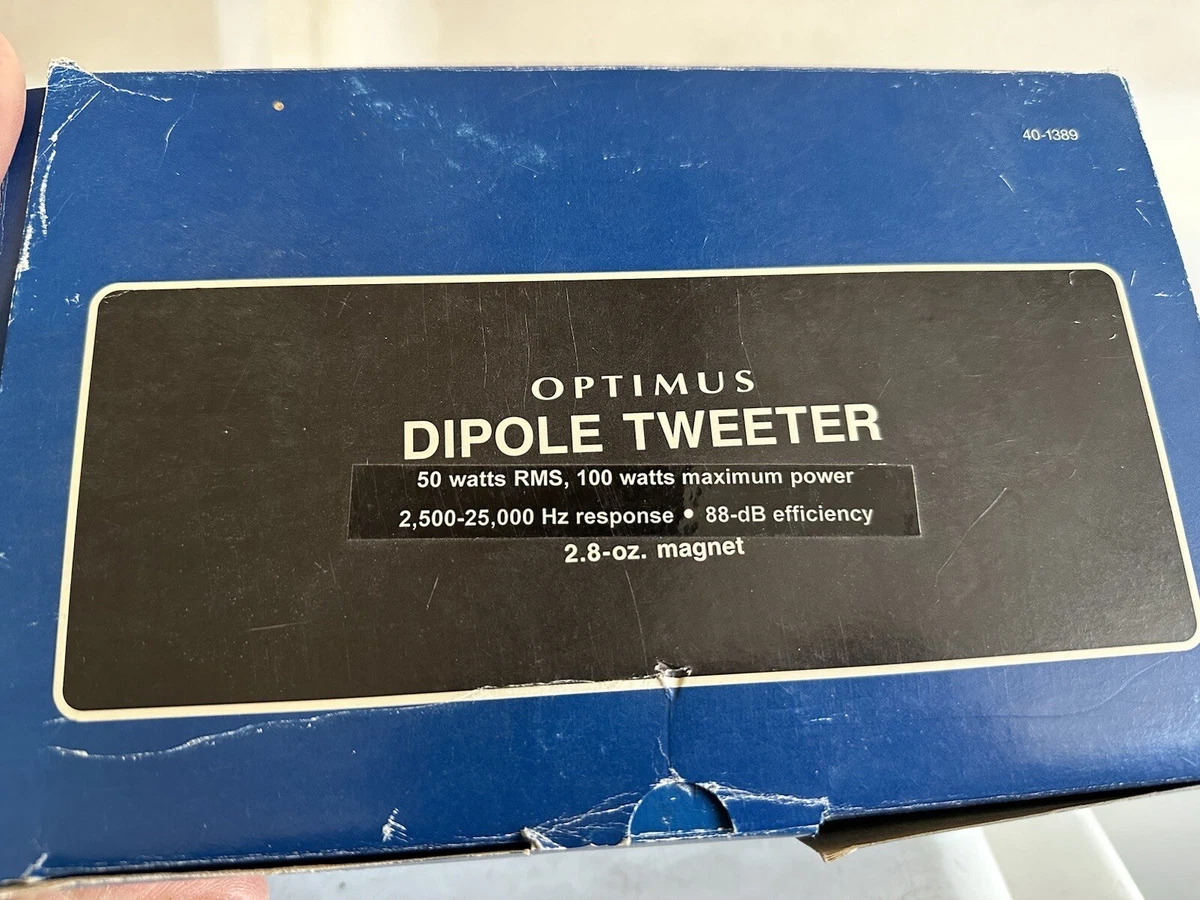 40-1389
OPTIMUS
DIPOLE TWEETER
50 watts RMS, 100 watts maximum power
2,500-25,000 Hz response • 88-dB efficiency
2.8-oz. magnet